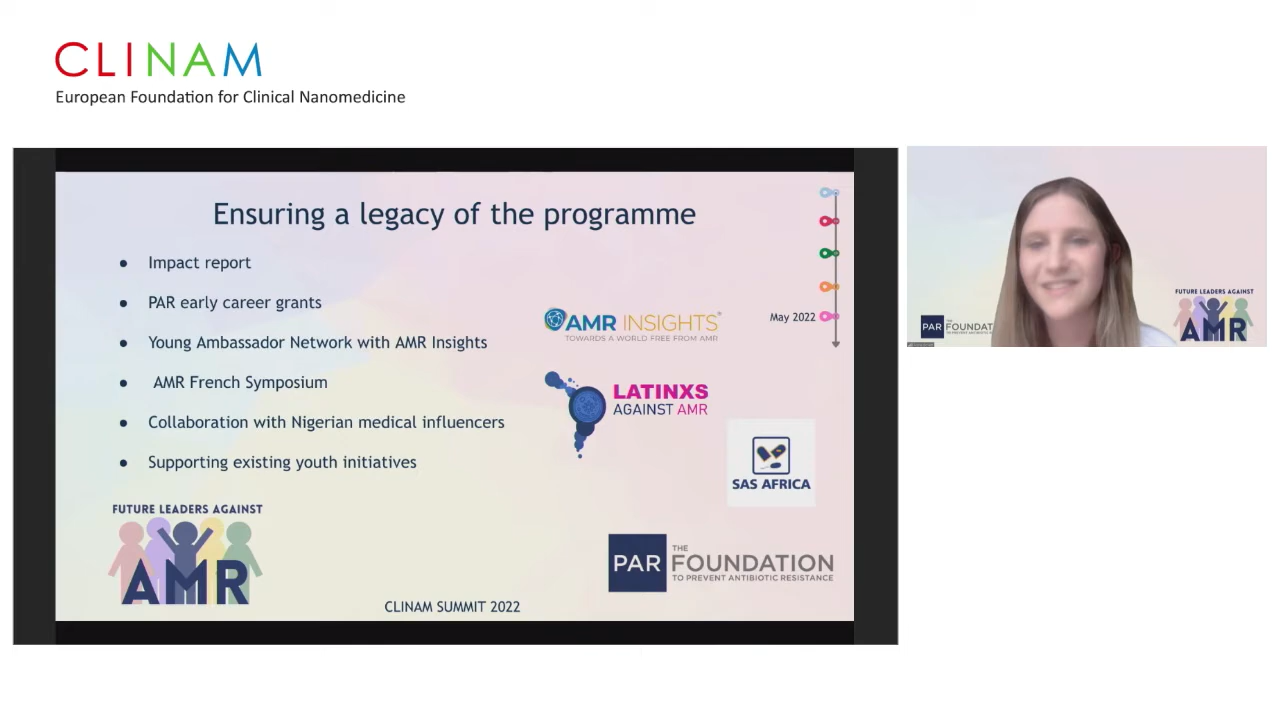 CLINAM
European Foundation for Clinical Nanomedicine
Ensuring a legacy of the programme
● Impact report
● PAR early career grants
● Young Ambassador Network with AMR Insights
● AMR French Symposium
● Collaboration with Nigerian medical influencers
● Supporting existing youth initiatives
AMR INSIGHTS®
TOWARDS A WORLD FREE FROM AMR
May 2022
LATINXS
AGAINST AMR
SAS AFRICA
FUTURE LEADERS AGAINST
AMR
PAR THE FOUNDATION
TO PREVENT ANTIBIOTIC RESISTANCE
CLINAM SUMMIT 2022
PAR THE
FOUNDAT
FUTURE LEADERS AGAINST
AMR